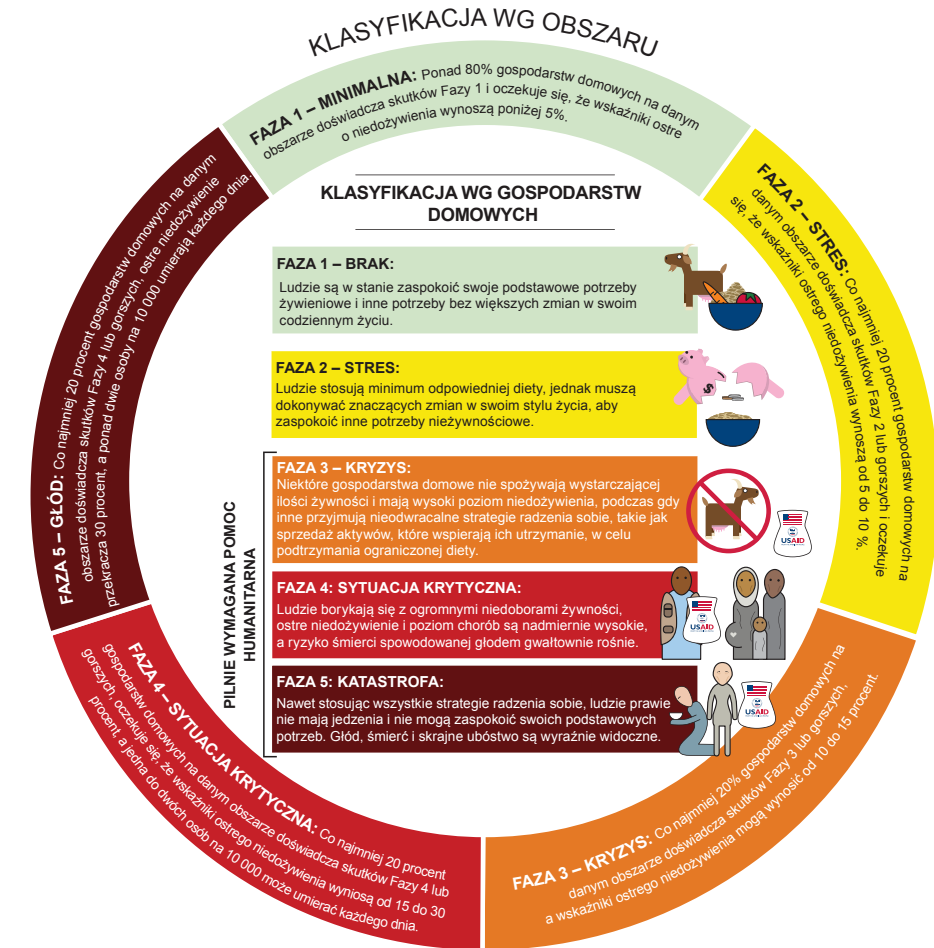 KLASYFIKACJA WG OBSZARU
FAZA 1 – MINIMALNA: Ponad 80% gospodarstw domowych na danym
obszarze doświadcza skutków Fazy 1 i oczekuje się, że wskaźniki ostre
o niedożywienia wynoszą poniżej 5%.
FAZA 2 – STRES: Co najmniej 20 procent gospodarstw domowych na
danym obszarze doświadcza skutków Fazy 2 lub gorszych i oczekuje
się, że wskaźniki ostrego niedożywienia wynoszą od 5 do 10 %.
FAZA 3 – KRYZYS: Co najmniej 20% gospodarstw domowych na
danym obszarze doświadcza skutków Fazy 3 lub gorszych,
a wskaźniki ostrego niedożywienia mogą wynosić od 10 do 15 procent.
FAZA 4 – SYTUACJA KRYTYCZNA: Co najmniej 20 procent
gospodarstw domowych na danym obszarze doświadcza skutków Fazy 4 lub
gorszych, oczekuje się, że wskaźniki ostrego niedożywienia wyniosą od 15 do 30
procent, a jedna do dwóch osób na 10 000 może umierać każdego dnia.
FAZA 5 – GŁÓD: Co najmniej 20 procent gospodarstw domowych na danym
obszarze doświadcza skutków Fazy 4 lub gorszych, ostre niedożywienie
przekracza 30 procent, a ponad dwie osoby na 10 000 umierają każdego dnia.
KLASYFIKACJA WG GOSPODARSTW
DOMOWYCH
FAZA 1 – BRAK:
Ludzie są w stanie zaspokoić swoje podstawowe potrzeby
żywieniowe i inne potrzeby bez większych zmian w swoim
codziennym życiu.
FAZA 2 – STRES:
Ludzie stosują minimum odpowiedniej diety, jednak muszą
dokonywać znaczących zmian w swoim stylu życia, aby
zaspokoić inne potrzeby nieżywnościowe.
$
PILNIE WYMAGANA POMOC
HUMANITARNA
FAZA 3 – KRYZYS:
Niektóre gospodarstwa domowe nie spożywają wystarczającej
ilości żywności i mają wysoki poziom niedożywienia, podczas gdy
inne przyjmują nieodwracalne strategie radzenia sobie, takie jak
sprzedaż aktywów, które wspierają ich utrzymanie, w celu
podtrzymania ograniczonej diety.
USAID
FAZA 4: SYTUACJA KRYTYCZNA:
Ludzie borykają się z ogromnymi niedoborami żywności,
ostre niedożywienie i poziom chorób są nadmiernie wysokie,
a ryzyko śmierci spowodowanej głodem gwałtownie rośnie.
USAID
FAZA 5: KATASTROFA:
Nawet stosując wszystkie strategie radzenia sobie, ludzie prawie
nie mają jedzenia i nie mogą zaspokoić swoich podstawowych
potrzeb. Głód, śmierć i skrajne ubóstwo są wyraźnie widoczne.
USAID